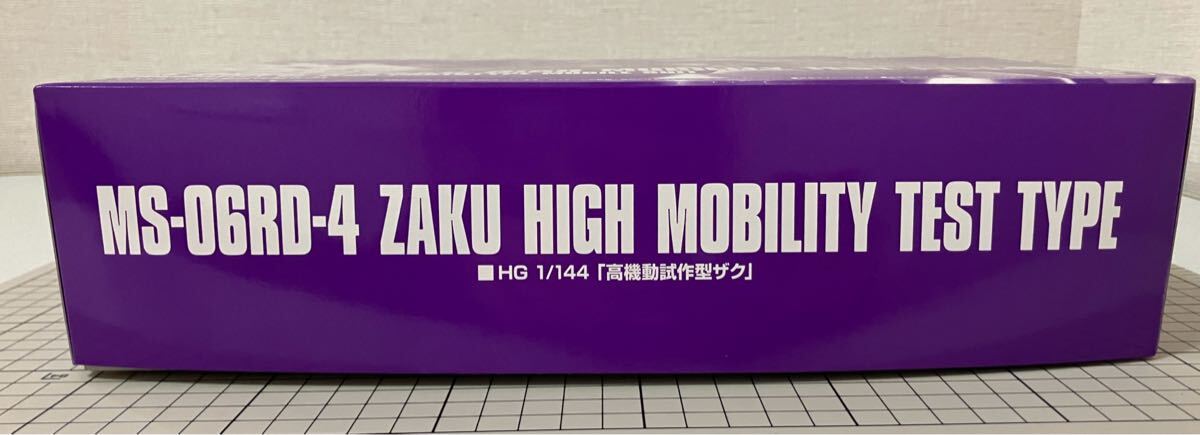 MS-06RD-4 ZAKU HIGH MOBILITY TEST TYPE
■HG 1/144「高機動試作型ザク」